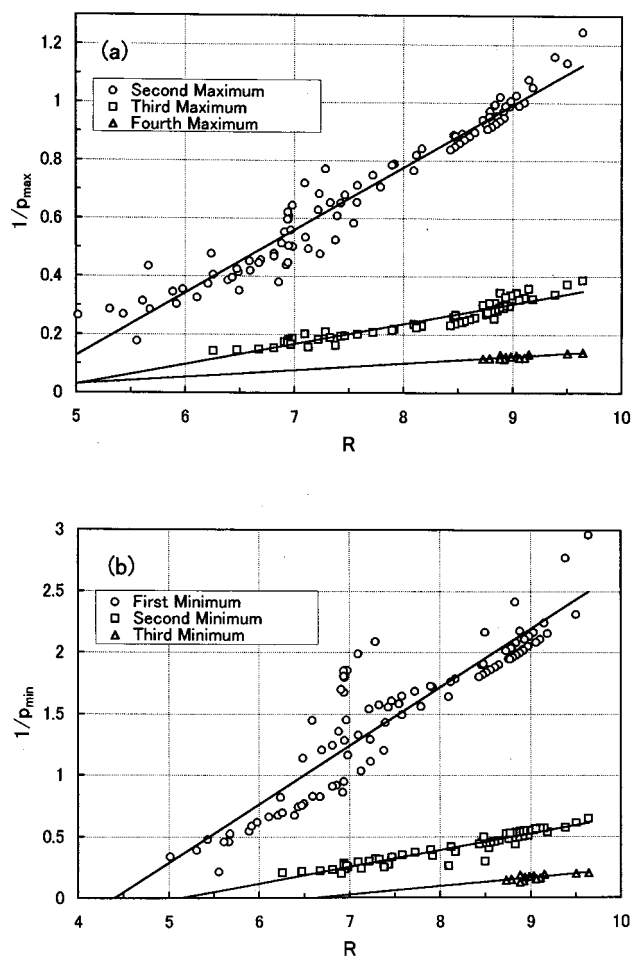 (a)
Second Maximum
Third Maximum
Fourth Maximum
1/pmax
1.2
1
0.8
0.6
0.4
0.2
0
5 6 7 8 9 10
R
(b)
First Minimum
Second Minimum
Third Minimum
1/pmin
3
2.5
2
1.5
1
0.5
0
4 5 6 7 8 9 10
R